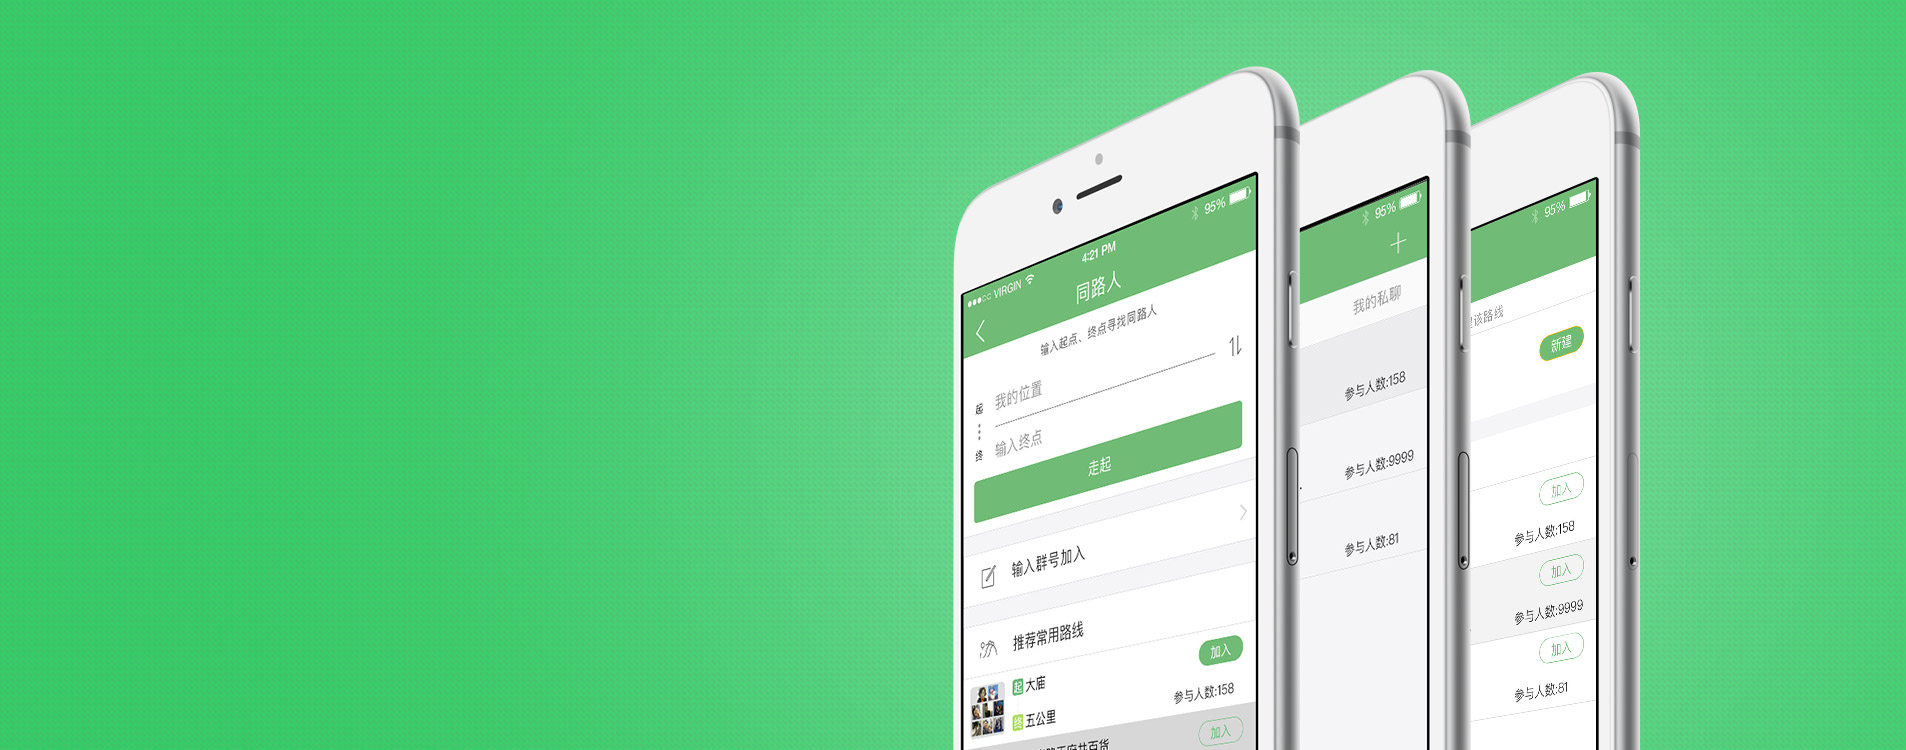 VIRGIN
4:21 PM
95%
同路人
输入起点、终点寻找同路人
起
我的位置
终
输入终点
走起
输入群号加入
推荐常用路线
加入
起 大庙
参与人数:158
终 五公里
加入
95%
+
我的私聊
参与人数:158
参与人数:9999
参与人数:81
95%
该路线
新建
加入
参与人数:158
加入
参与人数:9999
加入
参与人数:81